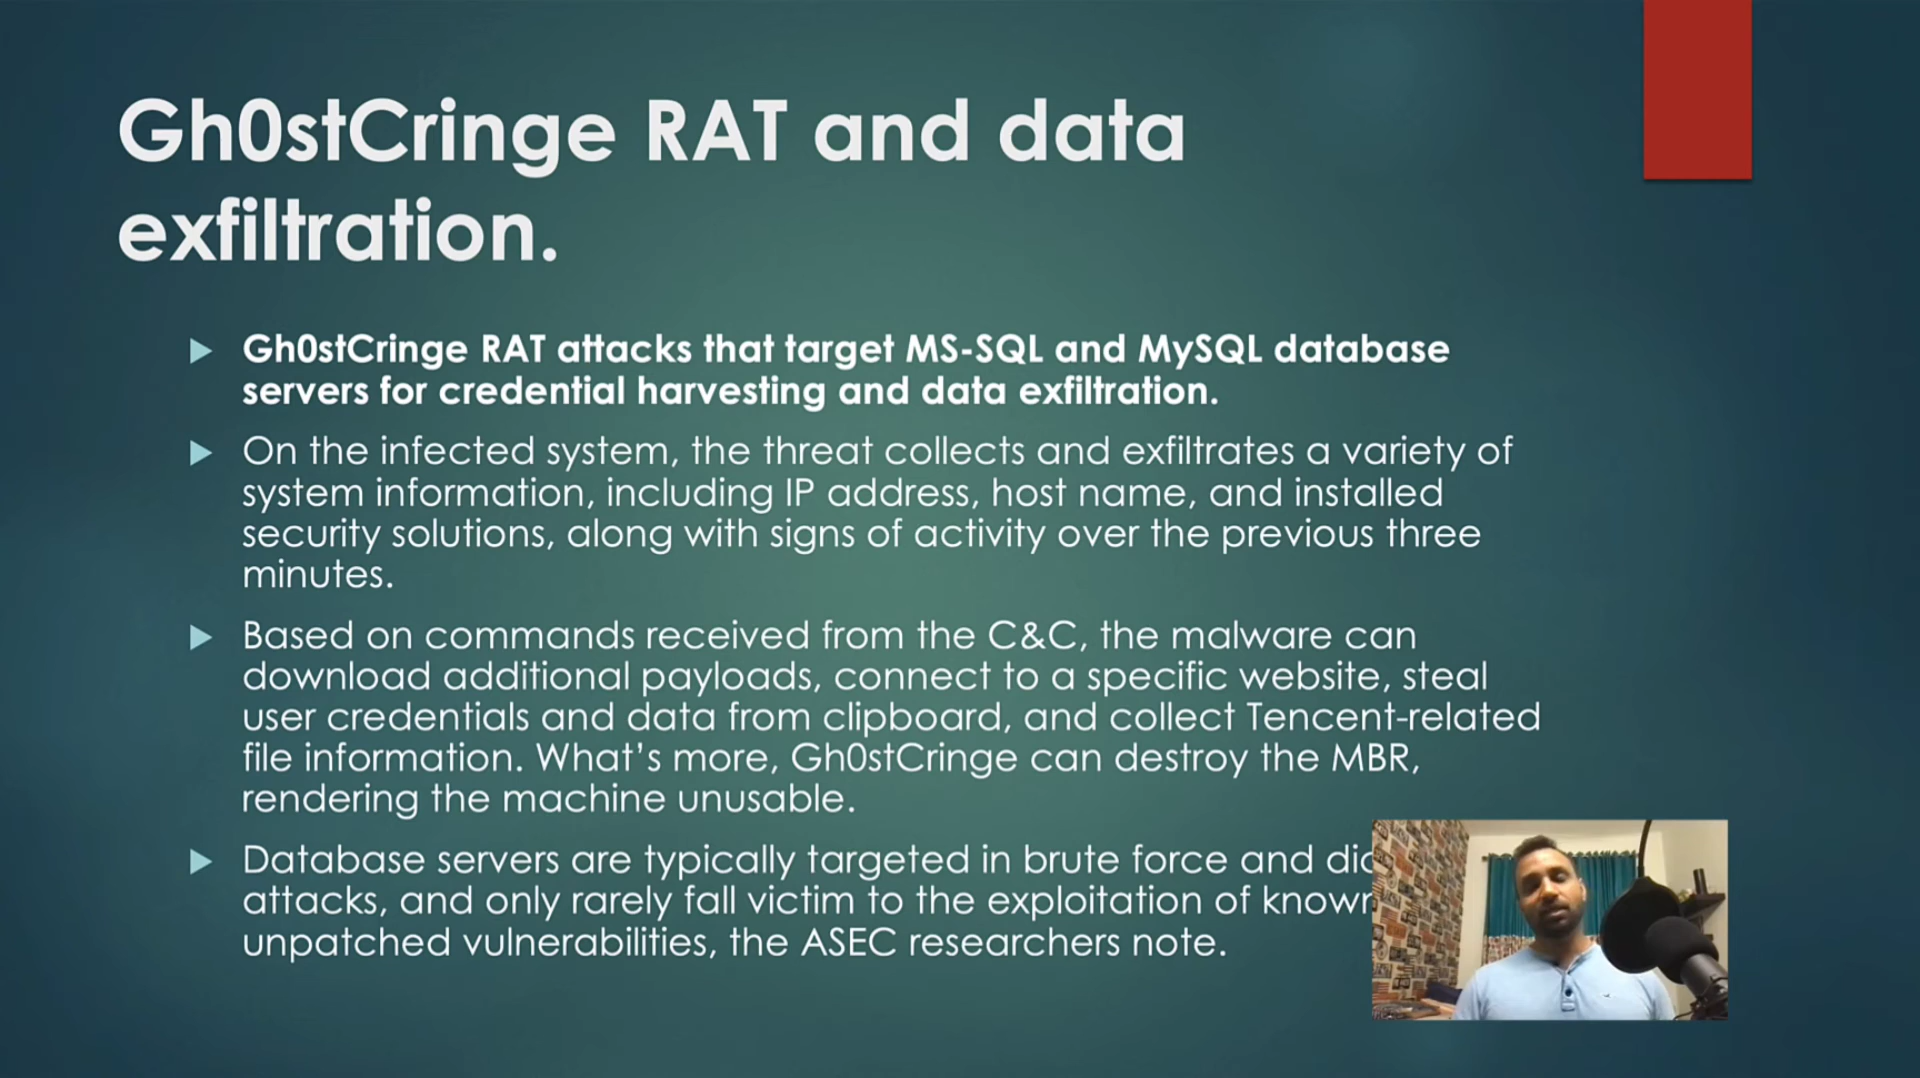 Gh0stCringe RAT and data
exfiltration.
Gh0stCringe RAT attacks that target MS-SQL and MySQL database
servers for credential harvesting and data exfiltration.
On the infected system, the threat collects and exfiltrates a variety of
system information, including IP address, host name, and installed
security solutions, along with signs of activity over the previous three
minutes.
Based on commands received from the C&C, the malware can
download additional payloads, connect to a specific website, steal
user credentials and data from clipboard, and collect Tencent-related
file information. What's more, Gh0stCringe can destroy the MBR,
rendering the machine unusable.
Database servers are typically targeted in brute force and
attacks, and only rarely fall victim to the exploitation of known
unpatched vulnerabilities, the ASEC researchers note.